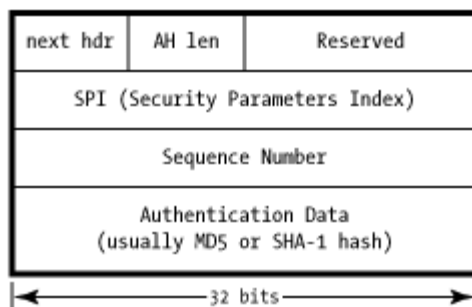 next hdr AH len Reserved
SPI (Security Parameters Index)
Sequence Number
Authentication Data
(usually MD5 or SHA-1 hash)
32 bits